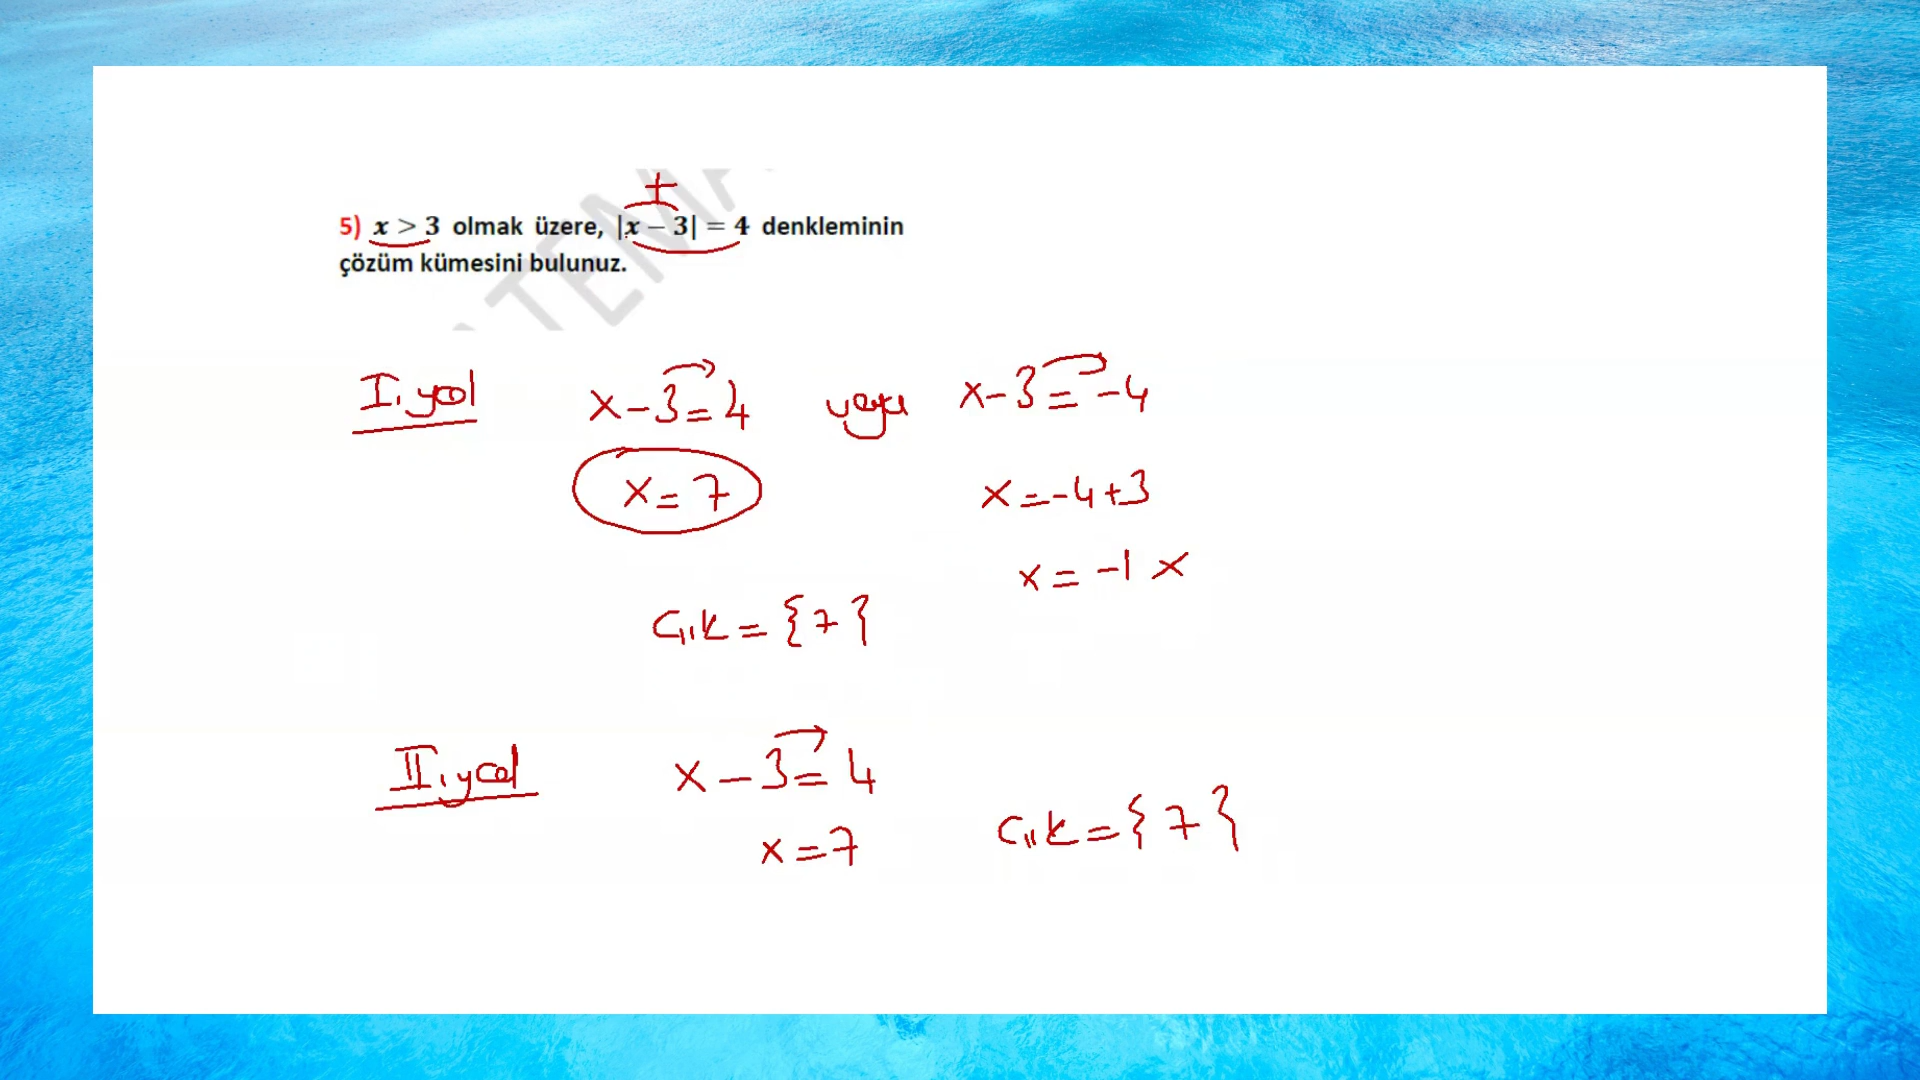 5) x > 3 olmak üzere, |x − 3| = 4 denkleminin
çözüm kümesini bulunuz.
+
I. yol
x-3=4 veya x-3=-4
x=7
x=-4+3
x=-1 x
Ç.K={7}
II. yol
x-3=4
x=7
Ç.K={7}